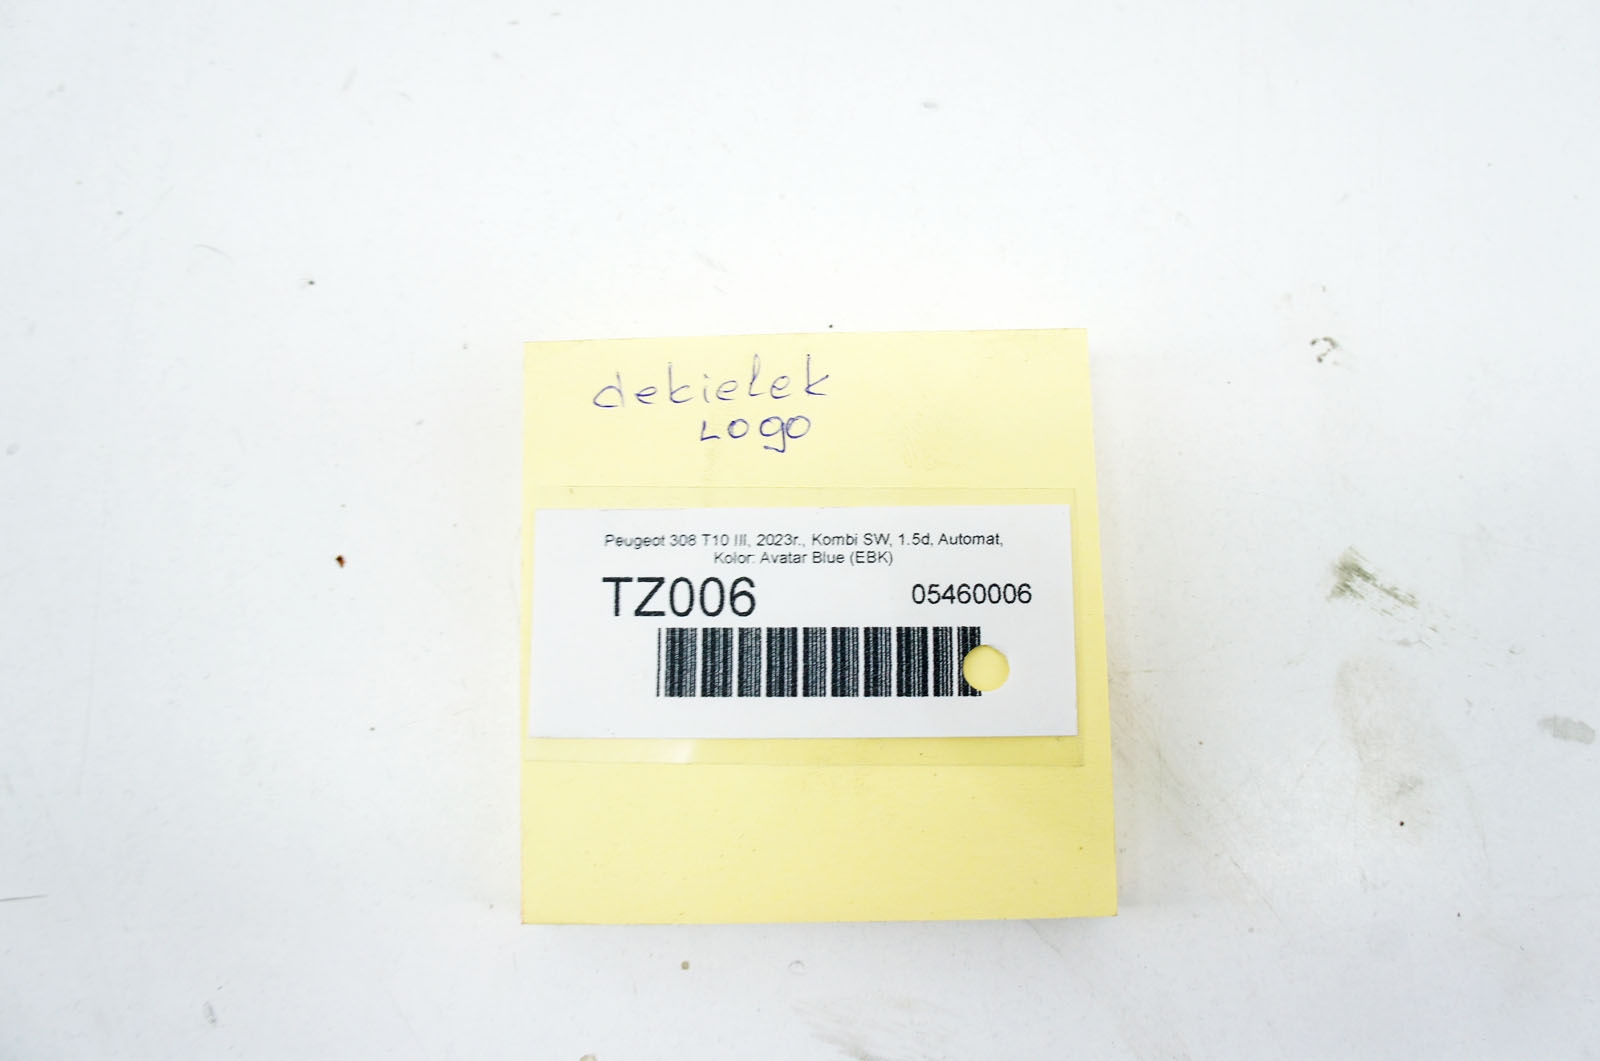 dekielek
LOGO
Peugeot 308 T10 III, 2023r., Kombi SW, 1.5d, Automat,
Kolor: Avatar Blue (EBK)
TZ006 05460006